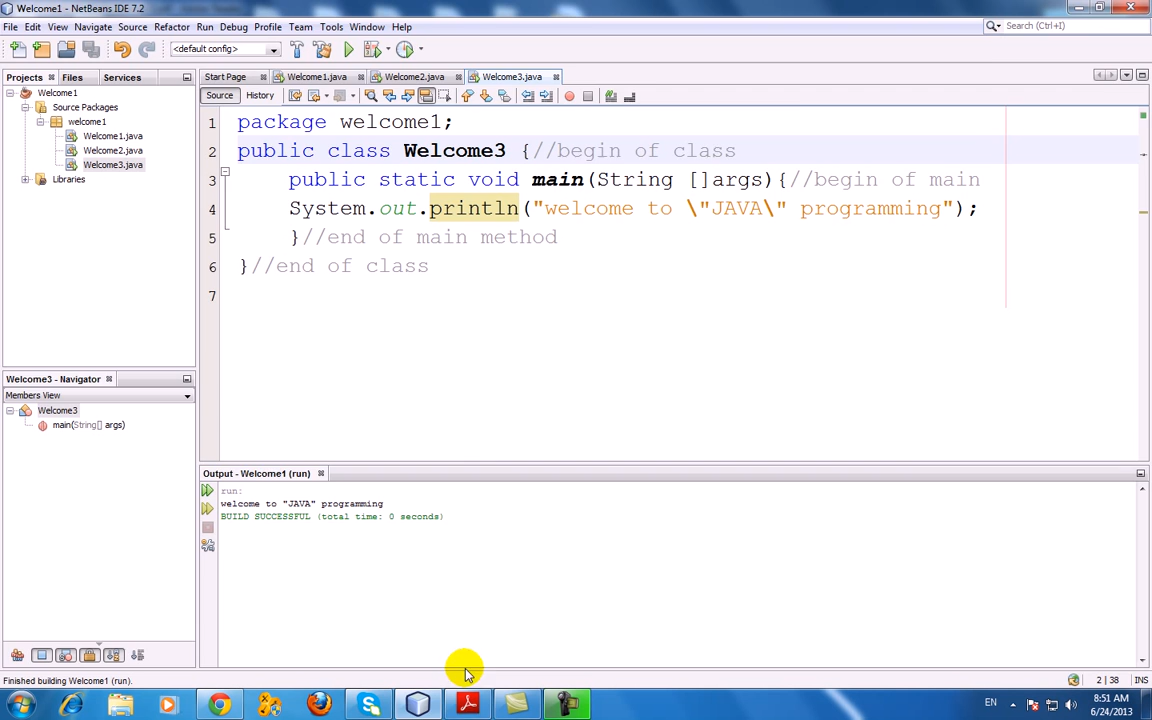 Welcome1 - NetBeans IDE 7.2
File Edit View Navigate Source Refactor Run Debug Profile Team Tools Window Help
Search (Ctrl+I)
<default config>
Projects Files Services
Start Page Welcome1.java Welcome2.java Welcome3.java
Welcome1
Source Packages
welcome1
Welcome1.java
Welcome2.java
Welcome3.java
Libraries
Source History
1 package welcome1;
2 public class Welcome3 {//begin of class
3 public static void main(String []args){//begin of main
4 System.out.println("welcome to \"JAVA\" programming");
5 }//end of main method
6 }//end of class
7
Welcome3 - Navigator
Members View
Welcome3
main(String[] args)
Output - Welcome1 (run)
run:
welcome to "JAVA" programming
BUILD SUCCESSFUL (total time: 0 seconds)
Finished building Welcome1 (run).
2 | 38 INS
EN
8:51 AM
6/24/2013